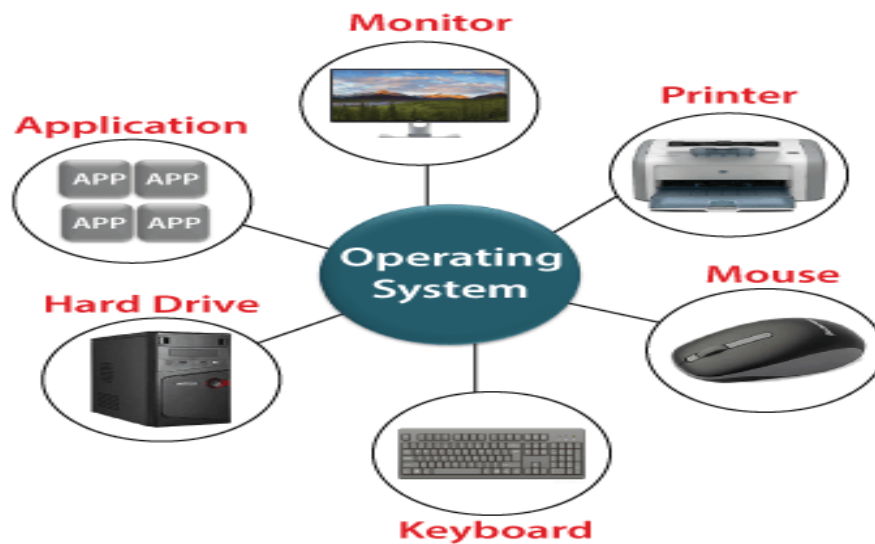 Monitor
Printer
Application
APP APP
APP APP
Operating
System
Mouse
Hard Drive
Keyboard